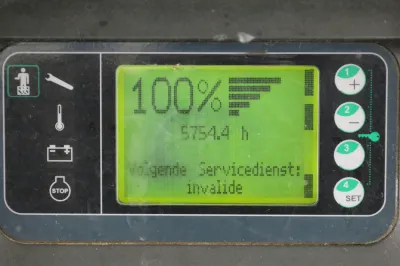 100%
5754.4 h
Volgende Servicedienst:
invalide
STOP
1
+
2
−
3
4
SET